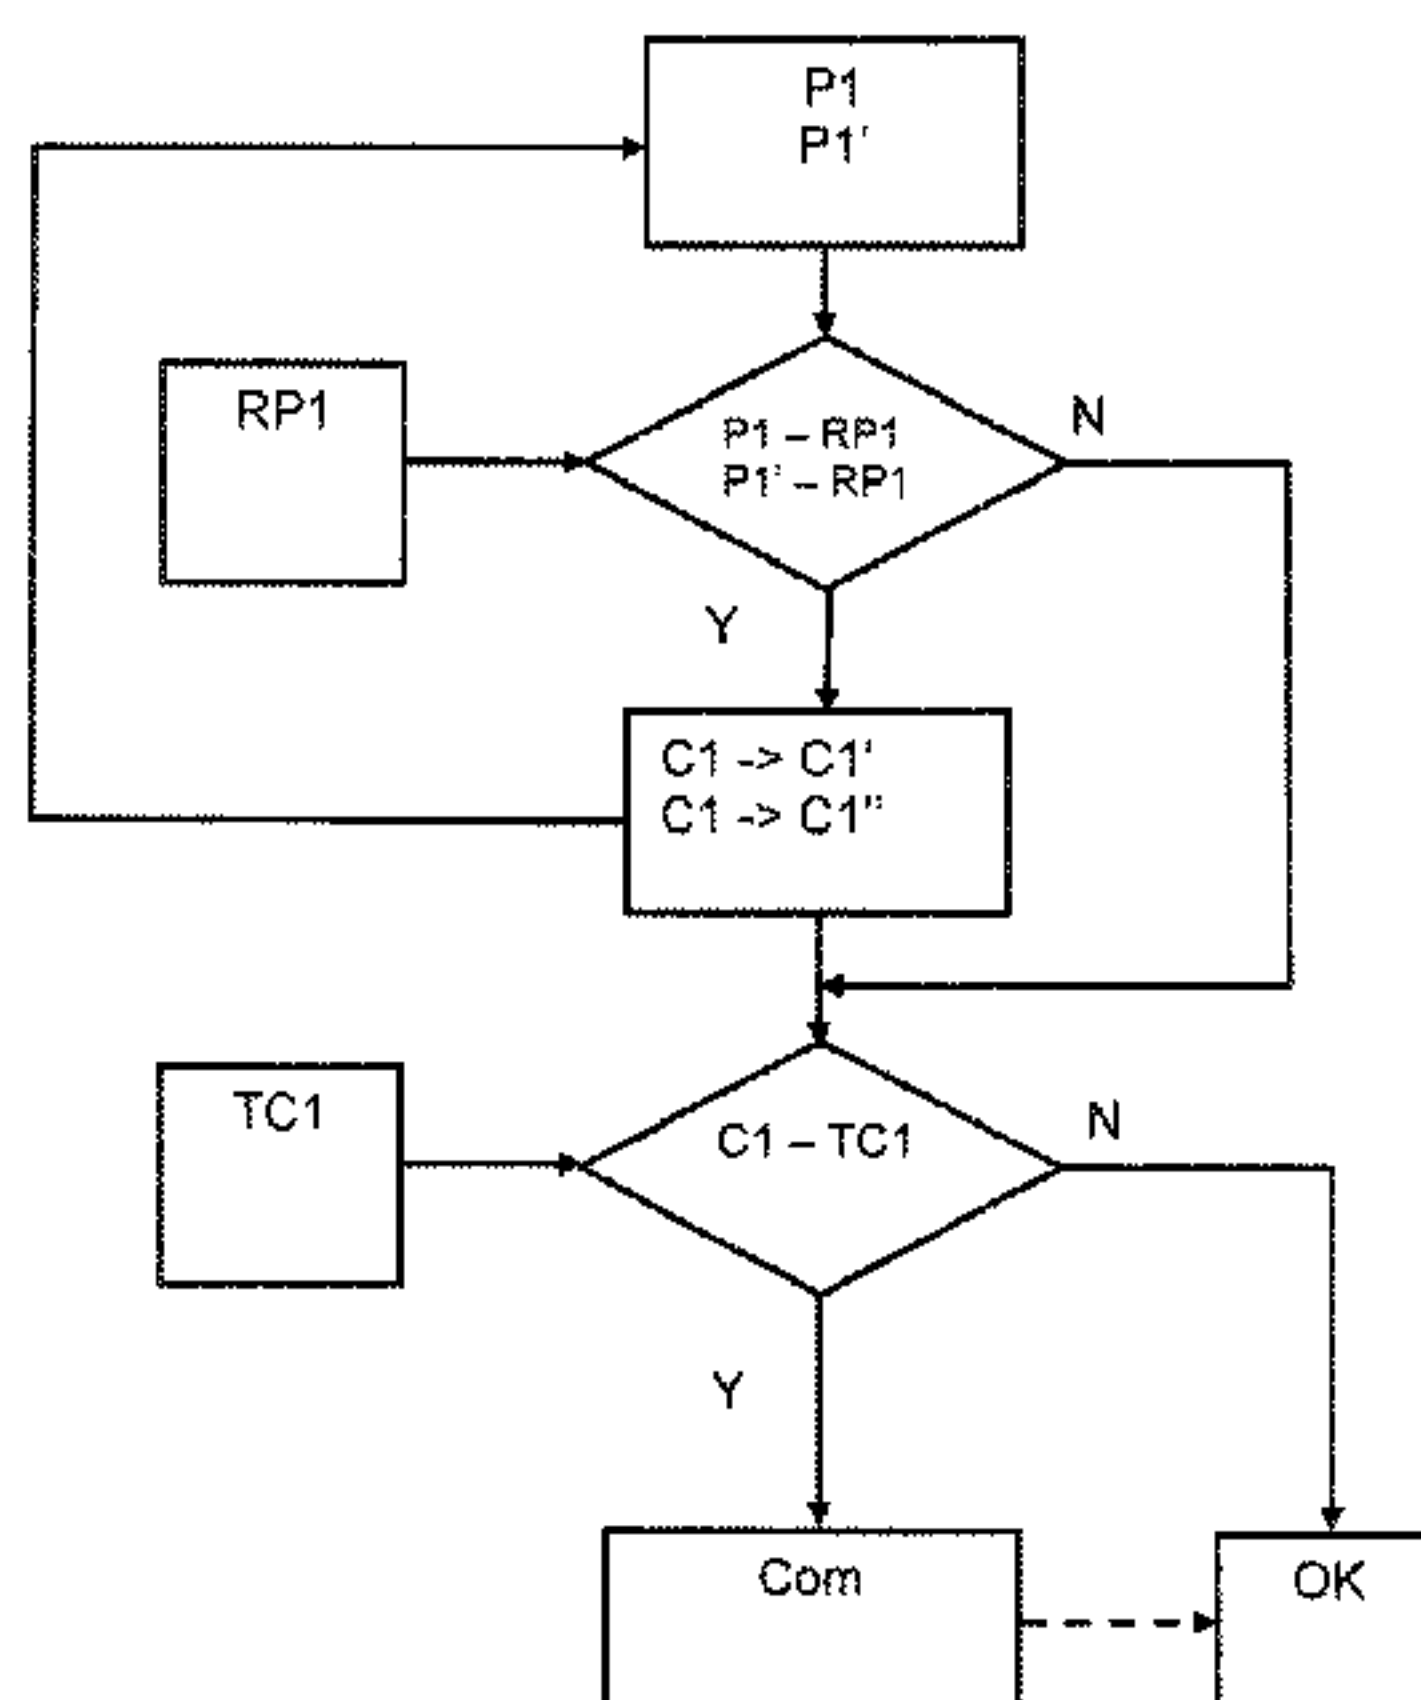 P1
P1'
RP1
P1 – RP1
P1' – RP1
N
Y
C1 -> C1'
C1 -> C1"
TC1
C1 – TC1
N
Y
Com
OK